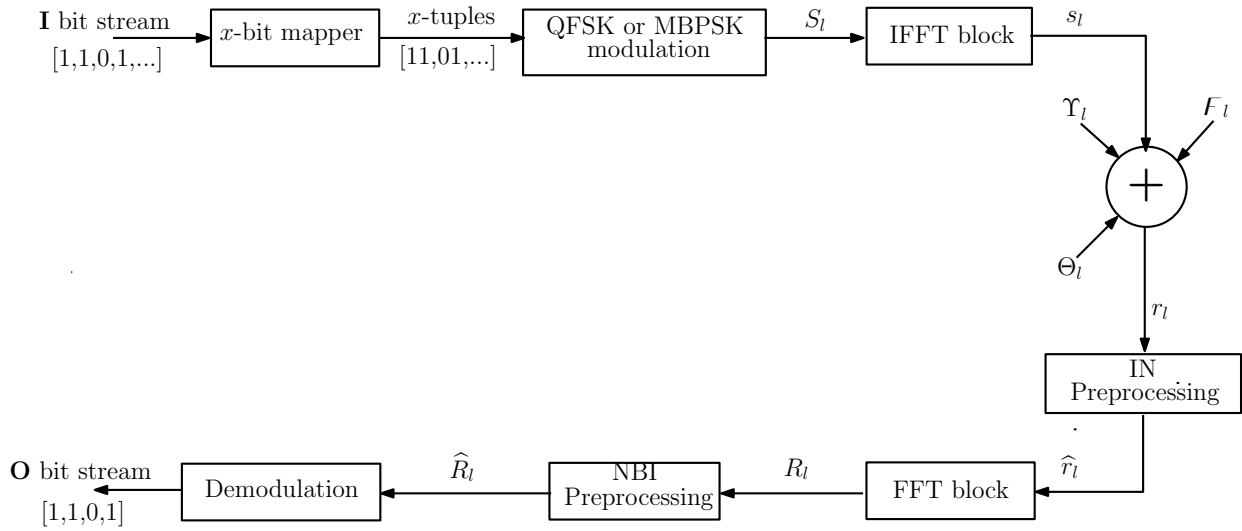 I bit stream
[1,1,0,1,...]
x-bit mapper
x-tuples
[11,01,...]
QFSK or MBPSK
modulation
S_l
IFFT block
s_l
Υ_l
F_l
+
Θ_l
r_l
IN
Preprocessing
r̂_l
FFT block
R_l
NBI
Preprocessing
R̂_l
Demodulation
O bit stream
[1,1,0,1]